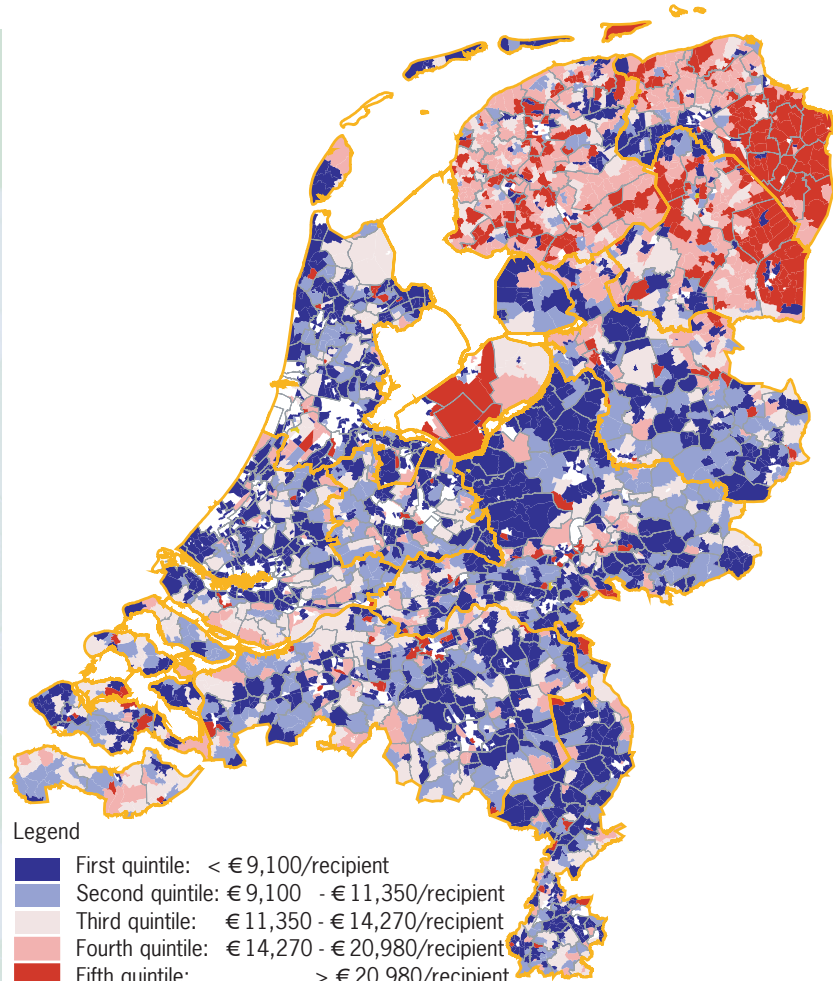 Legend
First quintile: < € 9,100/recipient
Second quintile: € 9,100 - € 11,350/recipient
Third quintile: € 11,350 - € 14,270/recipient
Fourth quintile: € 14,270 - € 20,980/recipient
Fifth quintile: > € 20,980/recipient